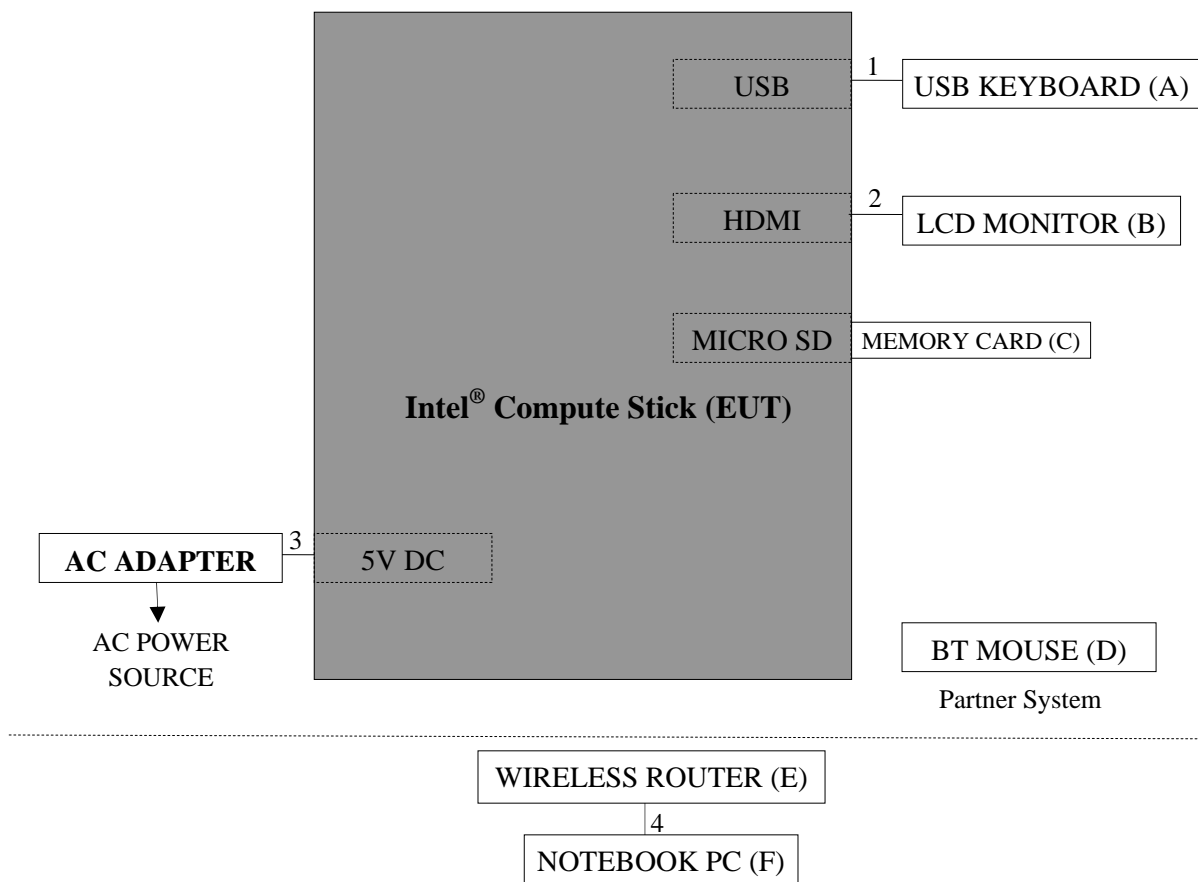 USB
1
USB KEYBOARD (A)
HDMI
2
LCD MONITOR (B)
MICRO SD
MEMORY CARD (C)
Intel® Compute Stick (EUT)
AC ADAPTER
3
5V DC
AC POWER
SOURCE
BT MOUSE (D)
Partner System
WIRELESS ROUTER (E)
4
NOTEBOOK PC (F)